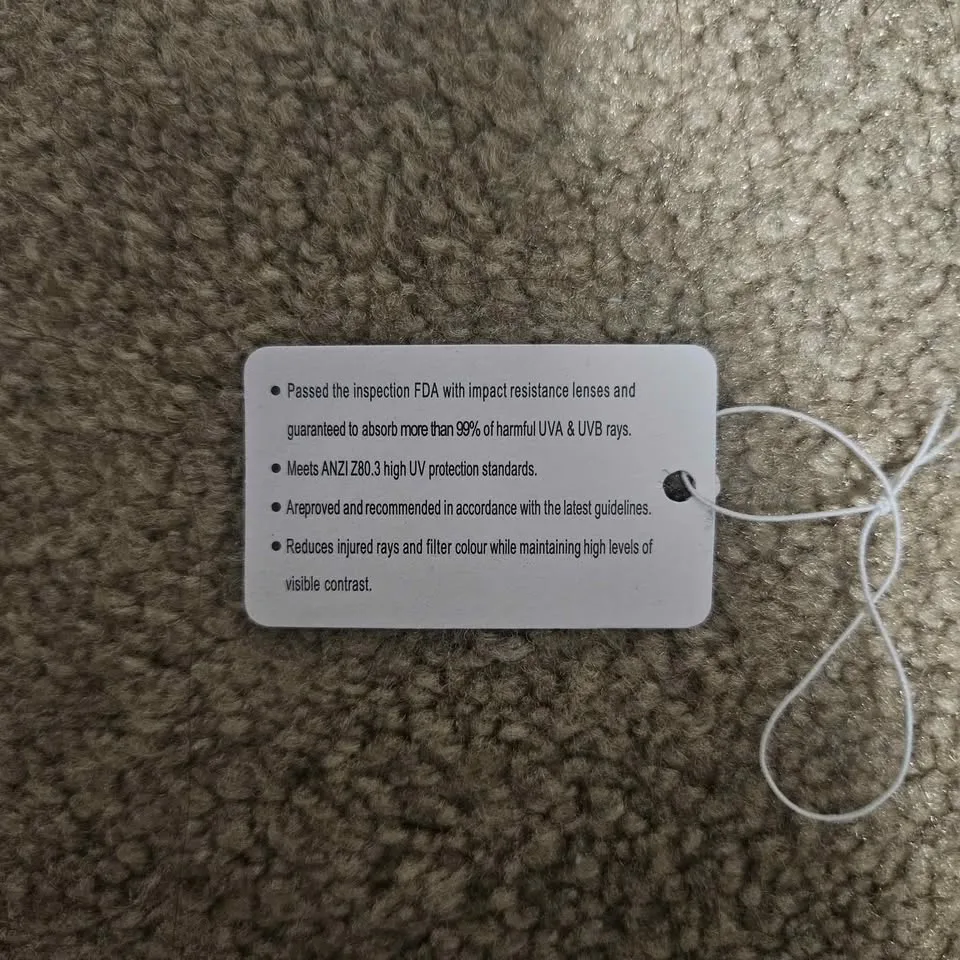 ● Passed the inspection FDA with impact resistance lenses and
guaranteed to absorb more than 99% of harmful UVA & UVB rays.
● Meets ANZI Z80.3 high UV protection standards.
● Areproved and recommended in accordance with the latest guidelines.
● Reduces injured rays and filter colour while maintaining high levels of
visible contrast.